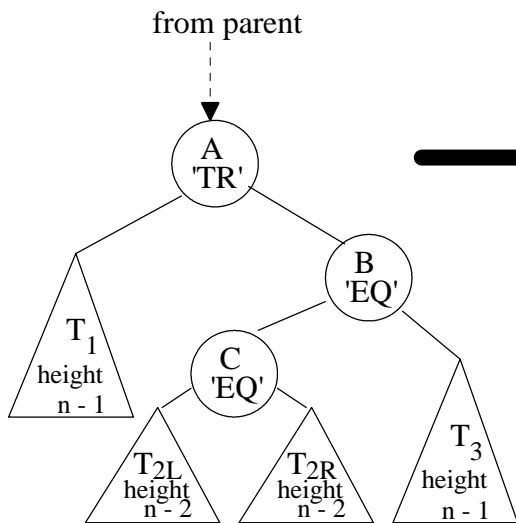 from parent
A
'TR'
B
'EQ'
T1
height
n - 1
C
'EQ'
T2L
height
n - 2
T2R
height
n - 2
T3
height
n - 1